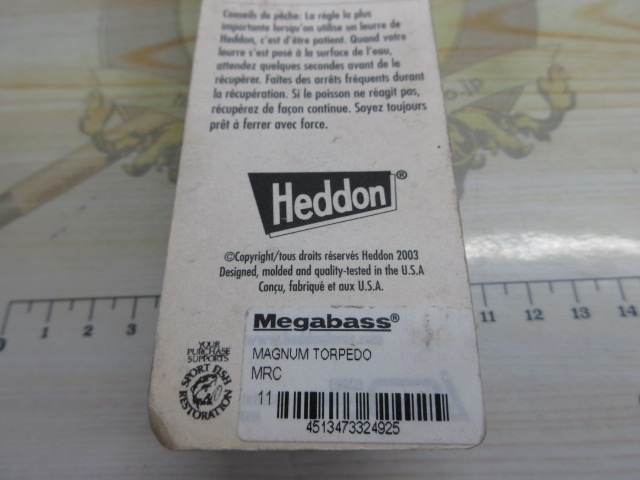 Conseils de pêche: La règle la plus
importante lorsqu'on utilise un leurre de
Heddon, c'est d'être patient. Quand votre
leurre s'est posé à la surface de l'eau,
attendez quelques secondes avant de le
récupérer. Faites des arrêts fréquents durant
la récupération. Si le poisson ne réagit pas,
récupérez de façon continue. Soyez toujours
prêt à ferrer avec force.
Heddon®
©Copyright/tous droits réservés Heddon 2003
Designed, molded and quality-tested in the U.S.A
Conçu, fabriqué et aux U.S.A.
YOUR
PURCHASE
SUPPORTS
SPORT FISH
RESTORATION
Megabass®
MAGNUM TORPEDO
MRC
11
4513473324925
0 1 2 3 11 12 13 14